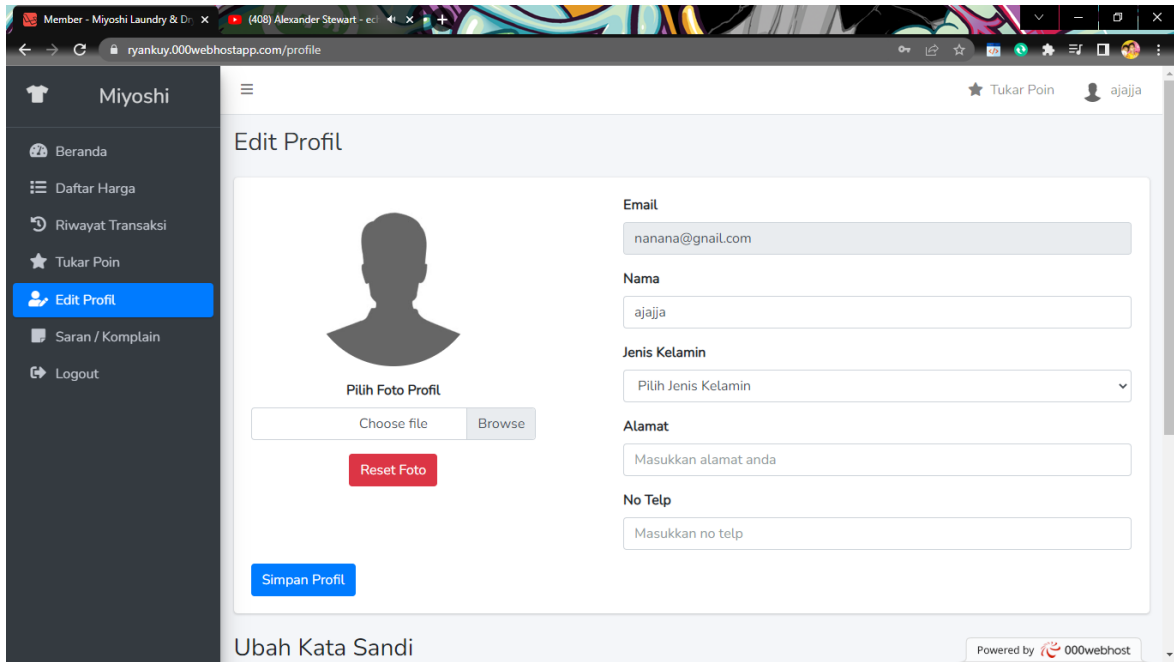 Member - Miyoshi Laundry & Dr
(408) Alexander Stewart - ecl
ryankuy.000webhostapp.com/profile
Miyoshi
Tukar Poin
ajajja
Beranda
Daftar Harga
Riwayat Transaksi
Tukar Poin
Edit Profil
Saran / Komplain
Logout
Edit Profil
Pilih Foto Profil
Choose file
Browse
Reset Foto
Email
nanana@gnail.com
Nama
ajajja
Jenis Kelamin
Pilih Jenis Kelamin
Alamat
Masukkan alamat anda
No Telp
Masukkan no telp
Simpan Profil
Ubah Kata Sandi
Powered by 000webhost